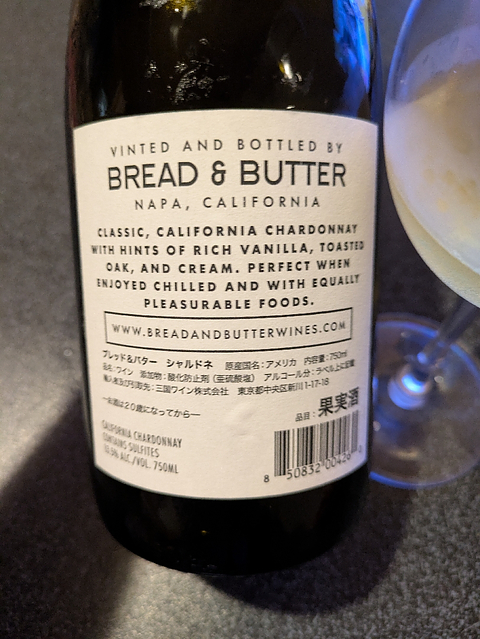 VINTED AND BOTTLED BY
BREAD & BUTTER
NAPA, CALIFORNIA
CLASSIC, CALIFORNIA CHARDONNAY
WITH HINTS OF RICH VANILLA, TOASTED
OAK, AND CREAM. PERFECT WHEN
ENJOYED CHILLED AND WITH EQUALLY
PLEASURABLE FOODS.
WWW.BREADANDBUTTERWINES.COM
ブレッド&バター シャルドネ 原産国名:アメリカ 内容量:750ml
品名:ワイン 添加物:酸化防止剤(亜硫酸塩) アルコール分:ラベル上に記載
輸入者及び引取先:三国ワイン株式会社 東京都中央区新川1-17-18
—お酒は20歳になってから—
品目:果実酒
CALIFORNIA CHARDONNAY
CONTAINS SULFITES
ALC./VOL. 750ML
8 50832 00426